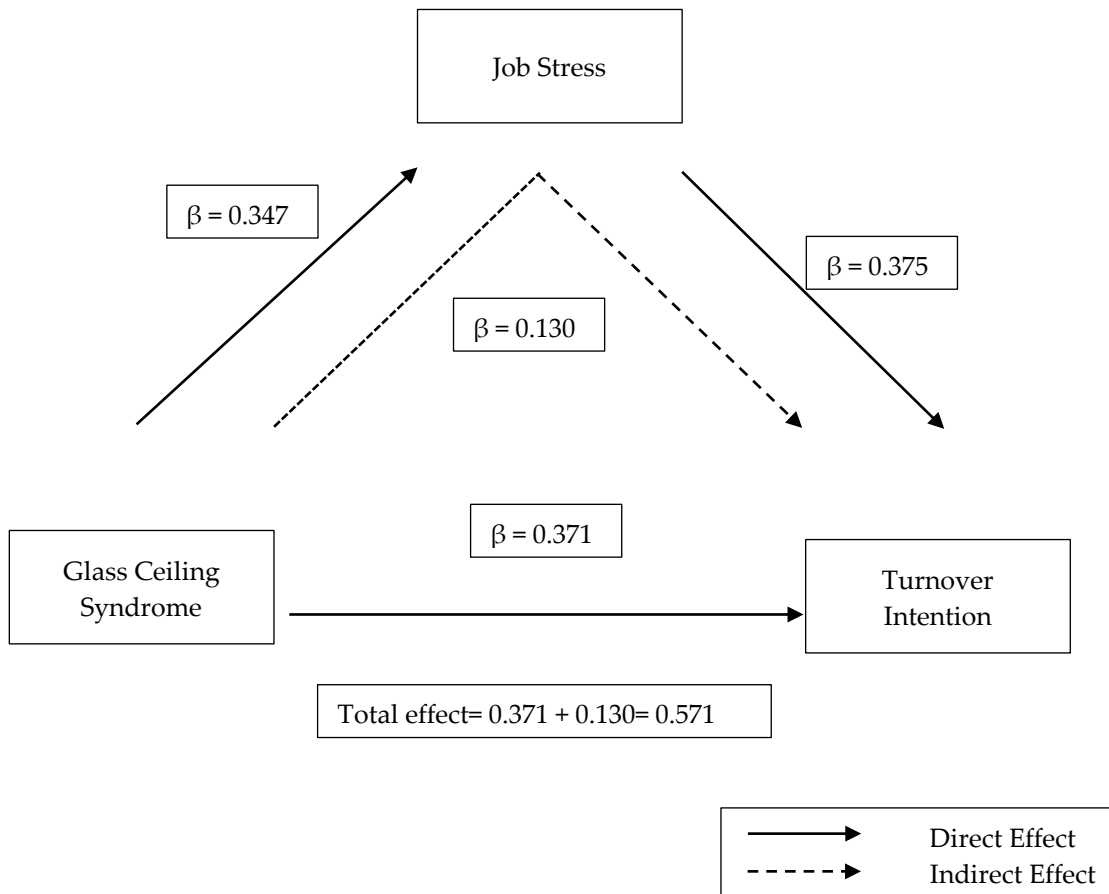 Job Stress
β = 0.347
β = 0.375
β = 0.130
β = 0.371
Glass Ceiling
Syndrome
Turnover
Intention
Total effect= 0.371 + 0.130= 0.571
Direct Effect
Indirect Effect